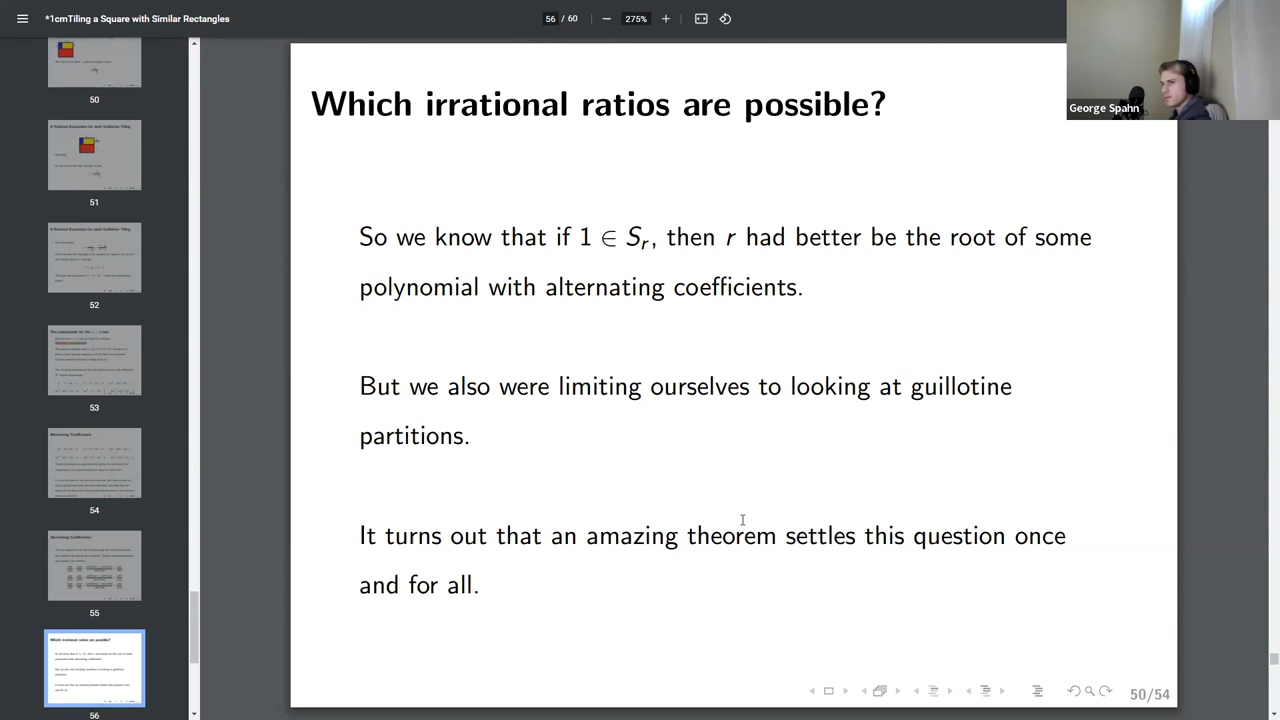 *1cmTiling a Square with Similar Rectangles
56 / 60
275%
George Spahn
50
51
52
53
54
55
56
Which irrational ratios are possible?
So we know that if 1 ∈ Sᵣ, then r had better be the root of some
polynomial with alternating coefficients.
But we also were limiting ourselves to looking at guillotine
partitions.
It turns out that an amazing theorem settles this question once
and for all.
50/54